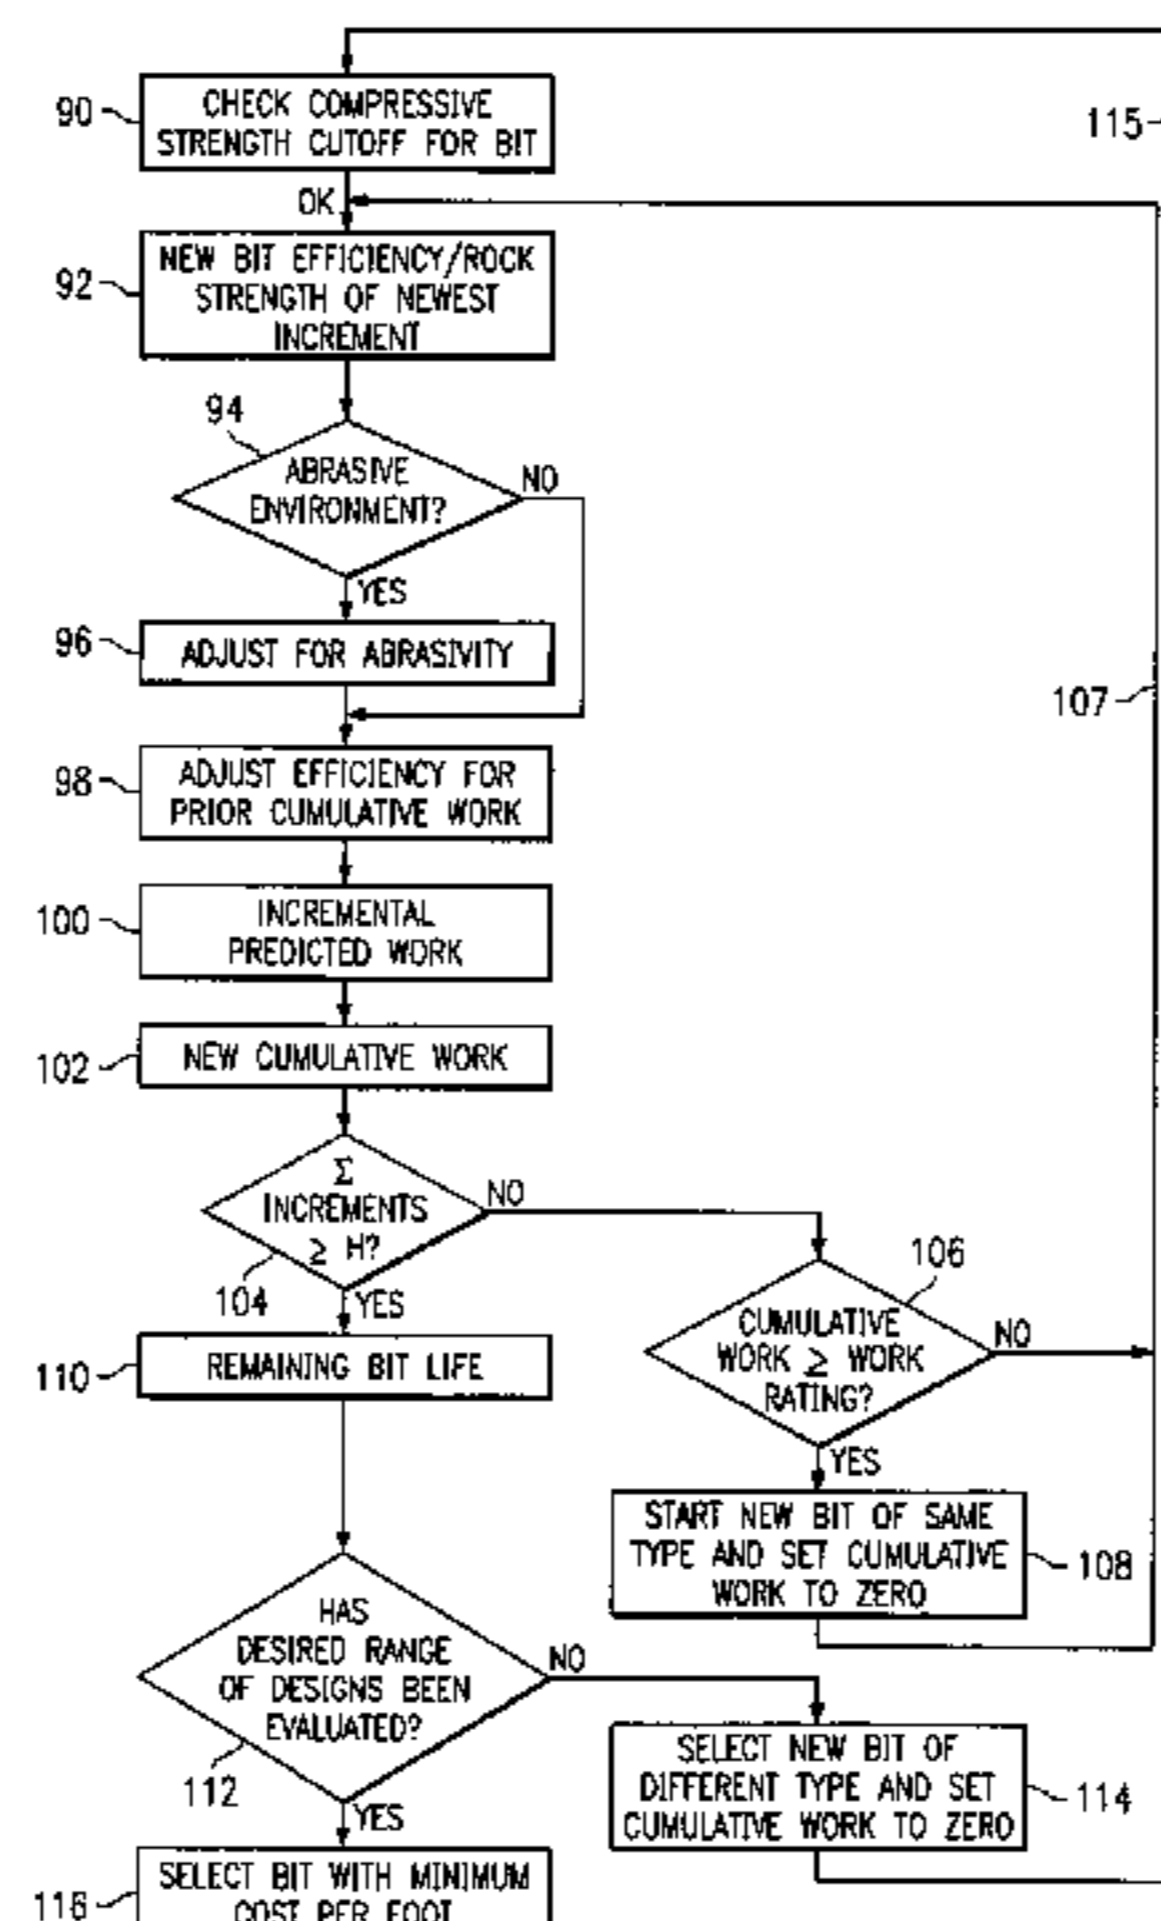 90
CHECK COMPRESSIVE
STRENGTH CUTOFF FOR BIT
115
OK
92
NEW BIT EFFICIENCY/ROCK
STRENGTH OF NEWEST
INCREMENT
94
ABRASIVE
ENVIRONMENT?
NO
YES
96
ADJUST FOR ABRASIVITY
107
98
ADJUST EFFICIENCY FOR
PRIOR CUMULATIVE WORK
100
INCREMENTAL
PREDICTED WORK
102
NEW CUMULATIVE WORK
Σ
INCREMENTS
≥ H?
NO
104
YES
106
CUMULATIVE
WORK ≥ WORK
RATING?
NO
YES
110
REMAINING BIT LIFE
START NEW BIT OF SAME
TYPE AND SET CUMULATIVE
WORK TO ZERO
108
HAS
DESIRED RANGE
OF DESIGNS BEEN
EVALUATED?
NO
112
YES
SELECT NEW BIT OF
DIFFERENT TYPE AND SET
CUMULATIVE WORK TO ZERO
114
116
SELECT BIT WITH MINIMUM
COST PER FOOT